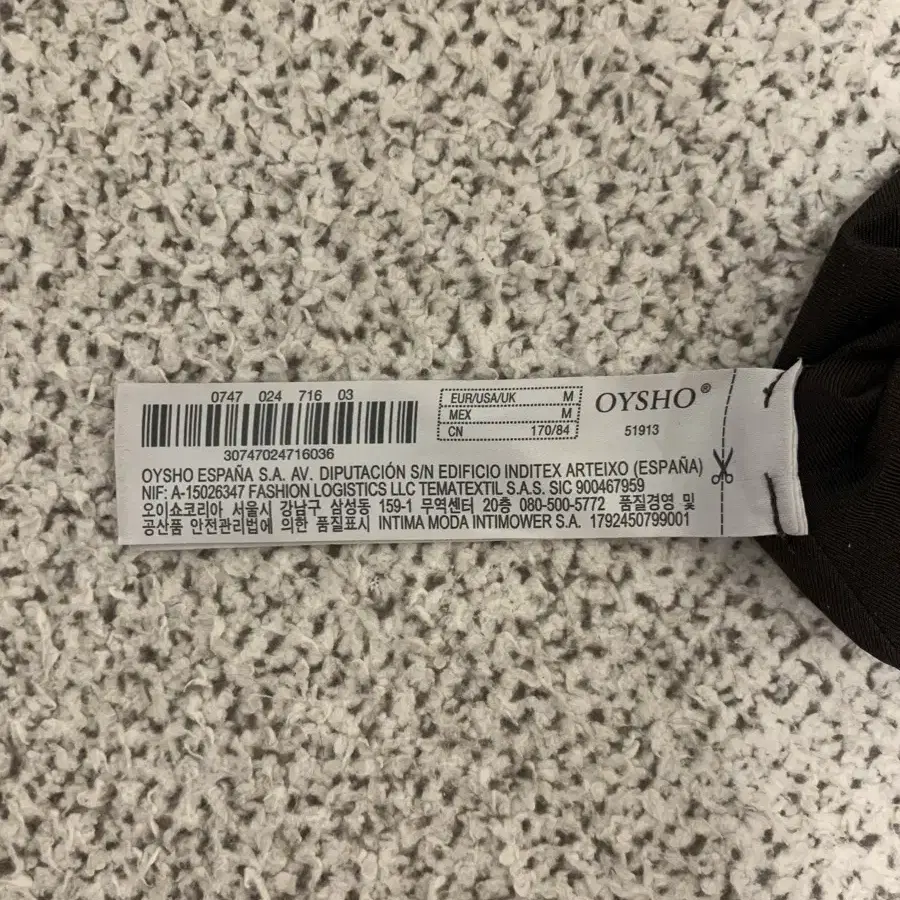 0747 024 716 03
30747024716036
EUR/USA/UK M
MEX M
CN 170/84
OYSHO®
51913
OYSHO ESPAÑA S.A. AV. DIPUTACIÓN S/N EDIFICIO INDITEX ARTEIXO (ESPAÑA)
NIF: A-15026347 FASHION LOGISTICS LLC TEMATEXTIL S.A.S. SIC 900467959
오이쇼코리아 서울시 강남구 삼성동 159-1 무역센터 20층 080-500-5772 품질경영 및
공산품 안전관리법에 의한 품질표시 INTIMA MODA INTIMOWER S.A. 1792450799001